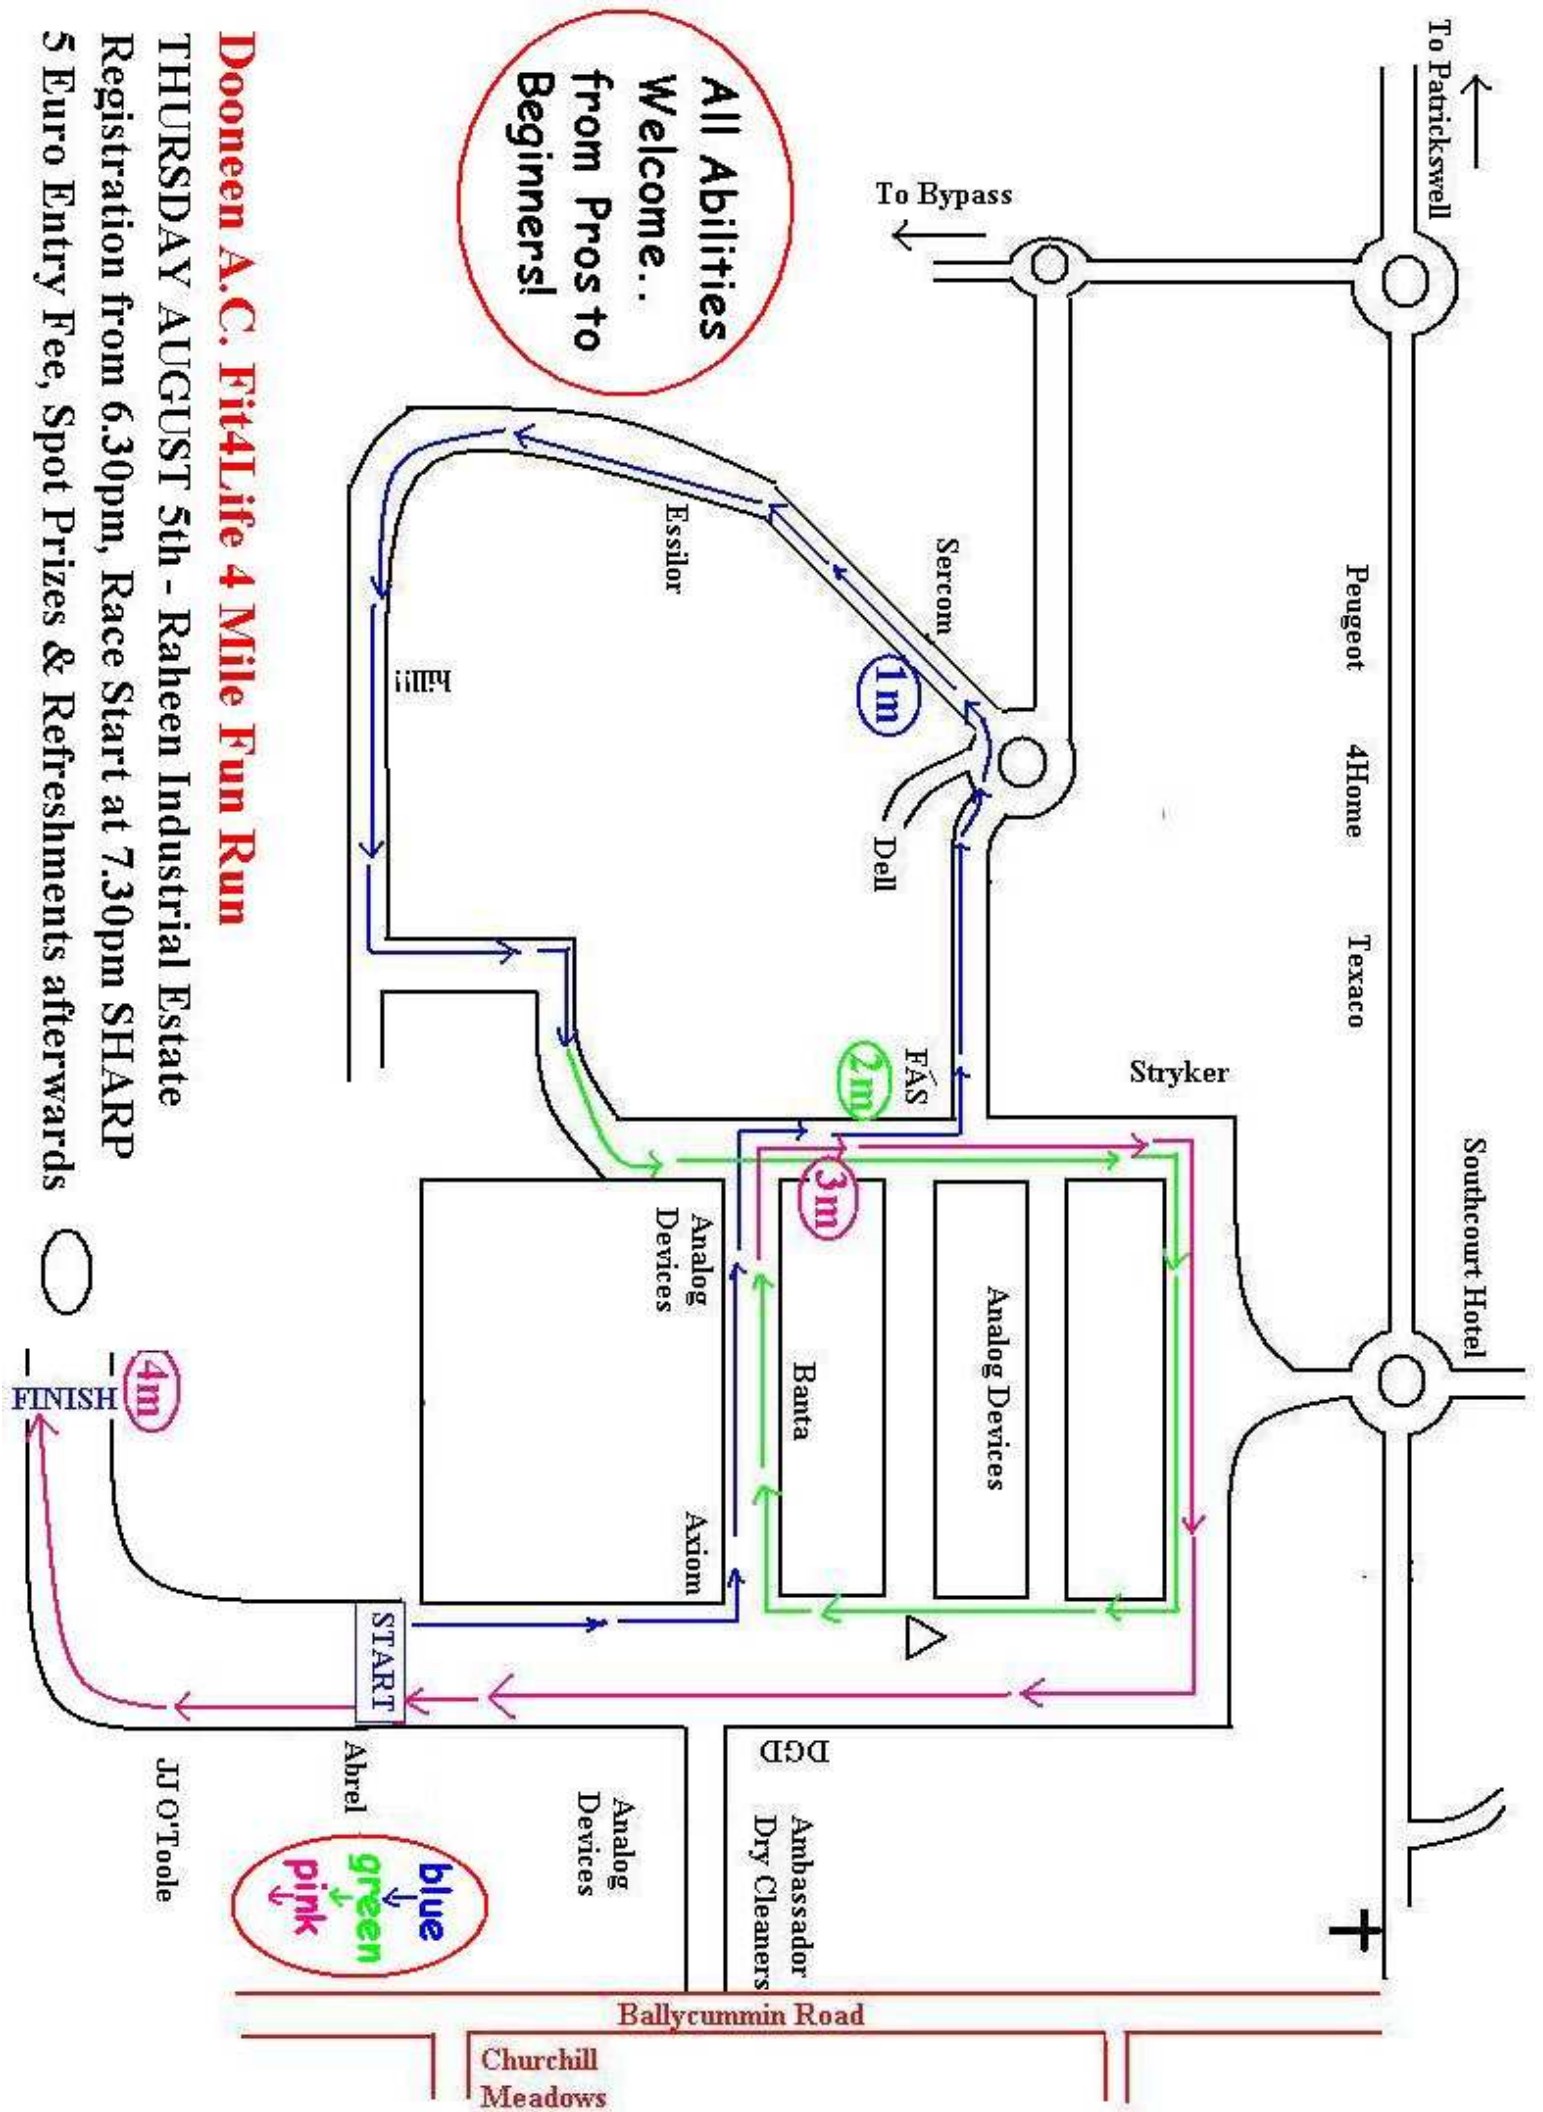 To Patrickswell
Southcourt Hotel
Peugeot
4Home
Texaco
To Bypass
Stryker
Sercom
FÁS
Dell
1m
2m
3m
Essilor
hill!!
All Abilities
Welcome..
from Pros to
Beginners!
Analog Devices
Banta
Analog
Devices
Axiom
DGD
Ambassador
Dry Cleaners
Analog
Devices
START
Abrel
JJ O'Toole
4m
FINISH
blue
green
pink
Ballycummin Road
Churchill
Meadows
Dooneen A.C. Fit4Life 4 Mile Fun Run
THURSDAY AUGUST 5th - Raheen Industrial Estate
Registration from 6.30pm, Race Start at 7.30pm SHARP
5 Euro Entry Fee, Spot Prizes & Refreshments afterwards